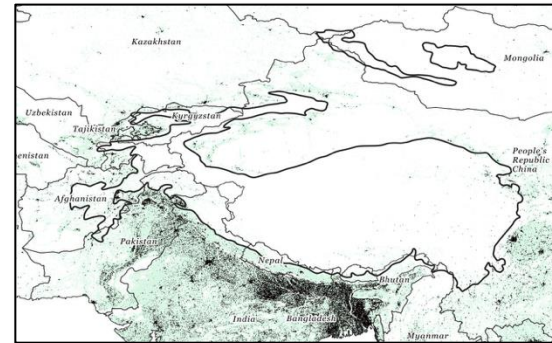 Kazakhstan
Mongolia
Uzbekistan
Kyrgyzstan
Tajikistan
enistan
People's
Republic
China
Afghanistan
Pakistan
Nepal
Bhutan
India
Bangladesh
Myanmar